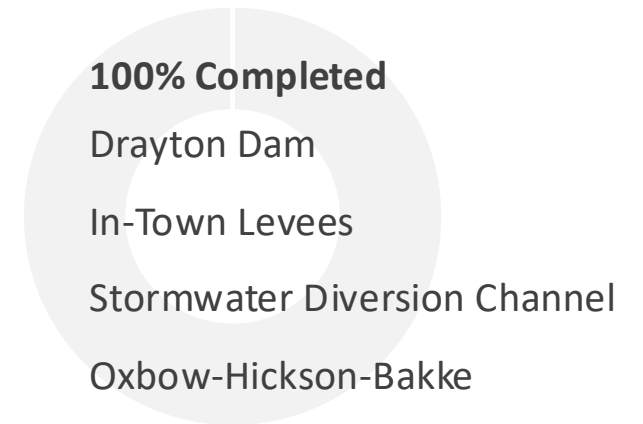 100% Completed
Drayton Dam
In-Town Levees
Stormwater Diversion Channel
Oxbow-Hickson-Bakke